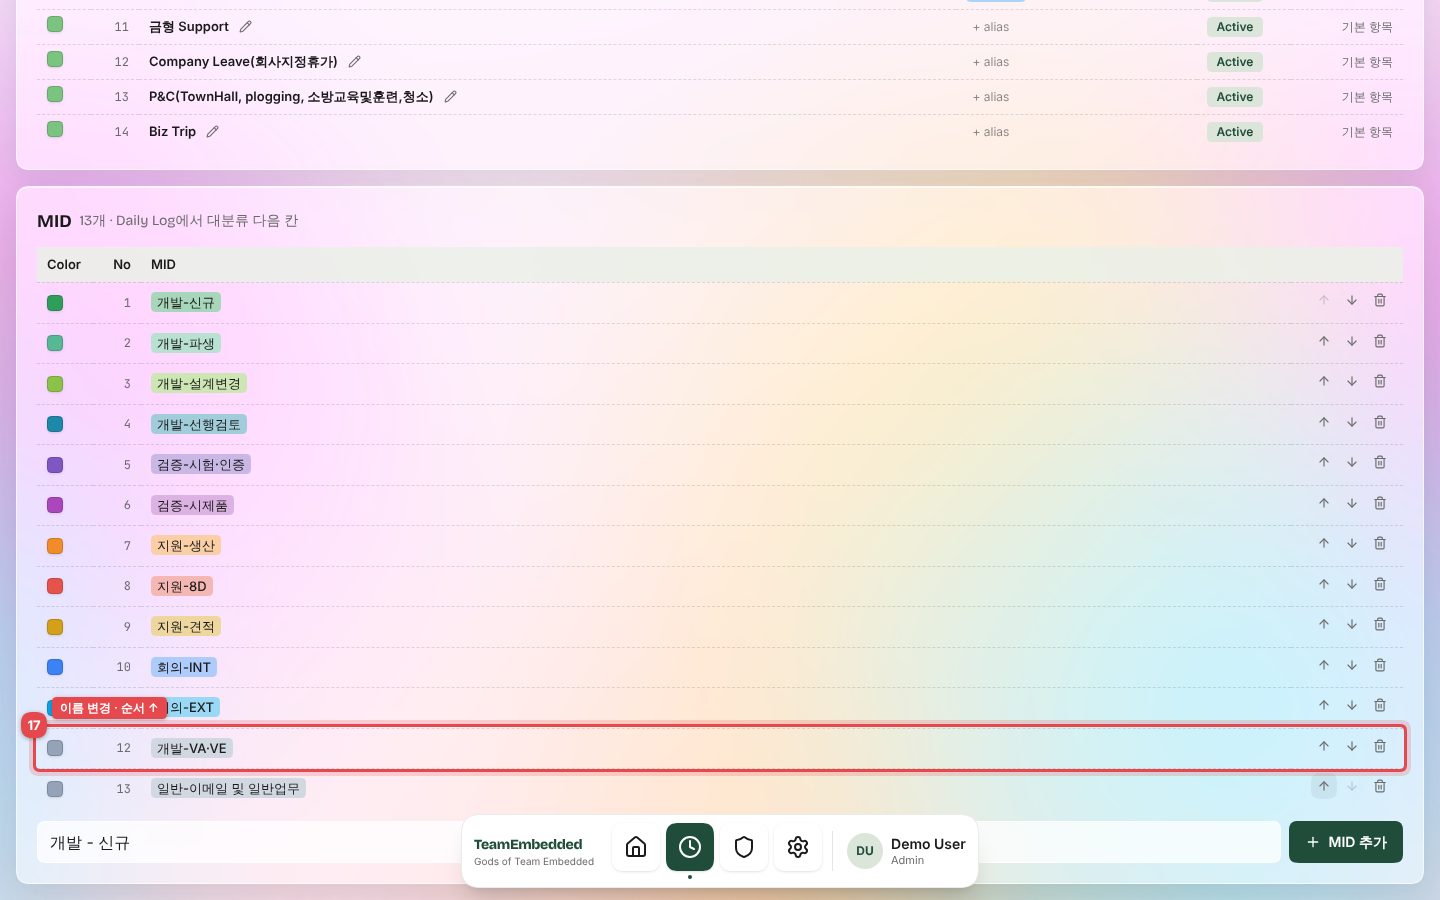 11 금형 Support + alias Active 기본 항목
12 Company Leave(회사지정휴가) + alias Active 기본 항목
13 P&C(TownHall, plogging, 소방교육및훈련,청소) + alias Active 기본 항목
14 Biz Trip + alias Active 기본 항목
MID 13개 · Daily Log에서 대분류 다음 칸
Color No MID
1 개발-신규
2 개발-파생
3 개발-설계변경
4 개발-선행검토
5 검증-시험·인증
6 검증-시제품
7 지원-생산
8 지원-8D
9 지원-견적
10 회의-INT
이름 변경 · 순서 ↑ 의-EXT
17
12 개발-VA·VE
13 일반-이메일 및 일반업무
개발 - 신규
+ MID 추가
TeamEmbedded
Gods of Team Embedded
DU
Demo User
Admin